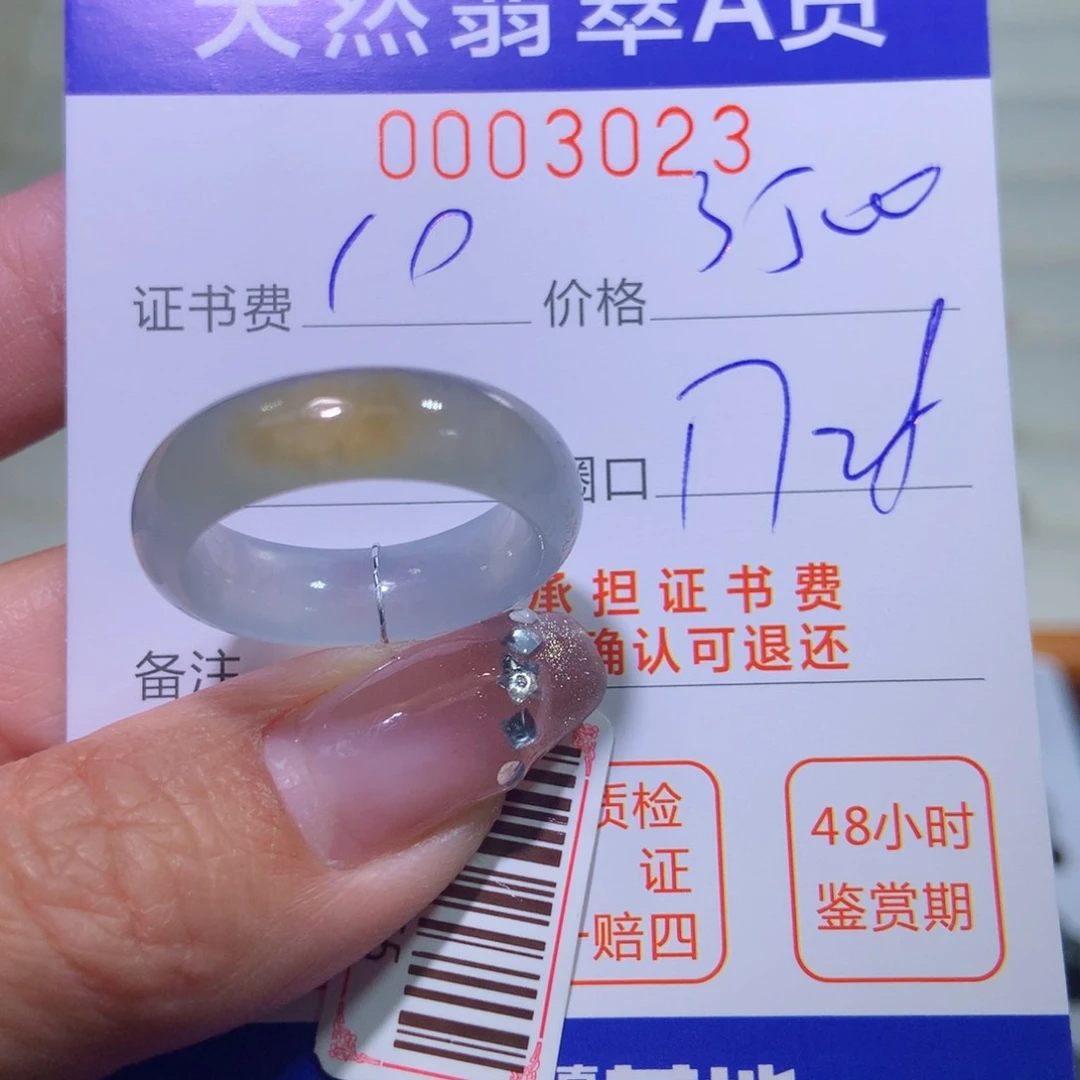 天然翡翠A货
0003023
证书费 10 价格 3500
圈口 17.2
备注 承担证书费
确认可退还
质检 48小时
证 鉴赏期
一赔四